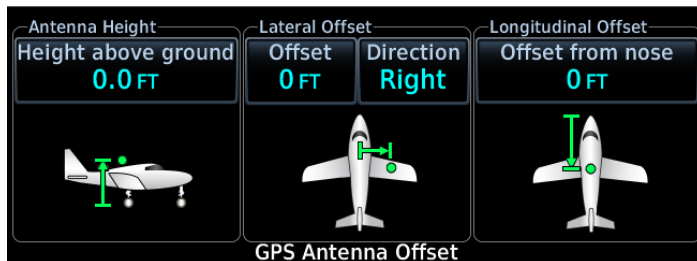 Antenna Height
Height above ground
0.0 FT
Lateral Offset
Offset
0 FT
Direction
Right
Longitudinal Offset
Offset from nose
0 FT
GPS Antenna Offset